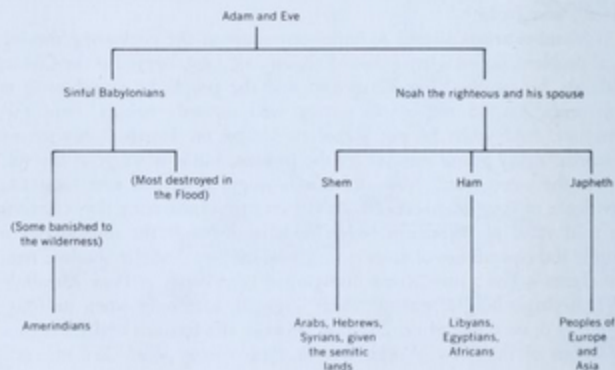 Adam and Eve
Sinful Babylonians
Noah the righteous and his spouse
(Most destroyed in
the Flood)
Shem
Ham
Japheth
(Some banished to
the wilderness)
Amerindians
Arabs, Hebrews,
Syrians, given
the semitic
lands
Libyans,
Egyptians,
Africans
Peoples of
Europe
and
Asia